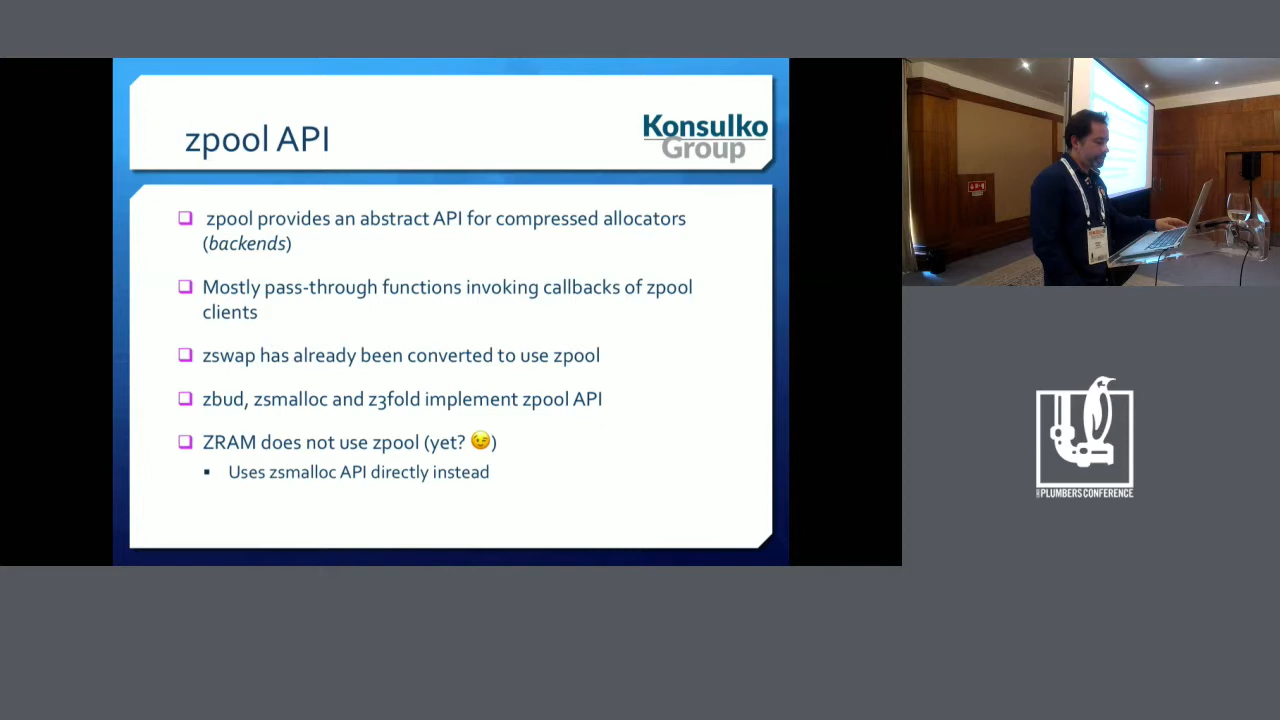 zpool API
Konsulko
Group
zpool provides an abstract API for compressed allocators
(backends)
Mostly pass-through functions invoking callbacks of zpool
clients
zswap has already been converted to use zpool
zbud, zsmalloc and z3fold implement zpool API
ZRAM does not use zpool (yet? 😉)
Uses zsmalloc API directly instead
PLUMBERS CONFERENCE